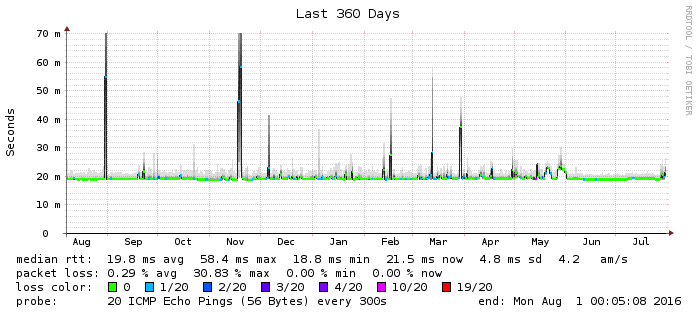 Last 360 Days
RRDTOOL / TOBI OETIKER
Seconds
70 m
60 m
50 m
40 m
30 m
20 m
10 m
0
Aug Sep Oct Nov Dec Jan Feb Mar Apr May Jun Jul
median rtt: 19.8 ms avg 58.4 ms max 18.8 ms min 21.5 ms now 4.8 ms sd 4.2 am/s
packet loss: 0.29 % avg 30.83 % max 0.00 % min 0.00 % now
loss color: 0 1/20 2/20 3/20 4/20 10/20 19/20
probe: 20 ICMP Echo Pings (56 Bytes) every 300s end: Mon Aug 1 00:05:08 2016